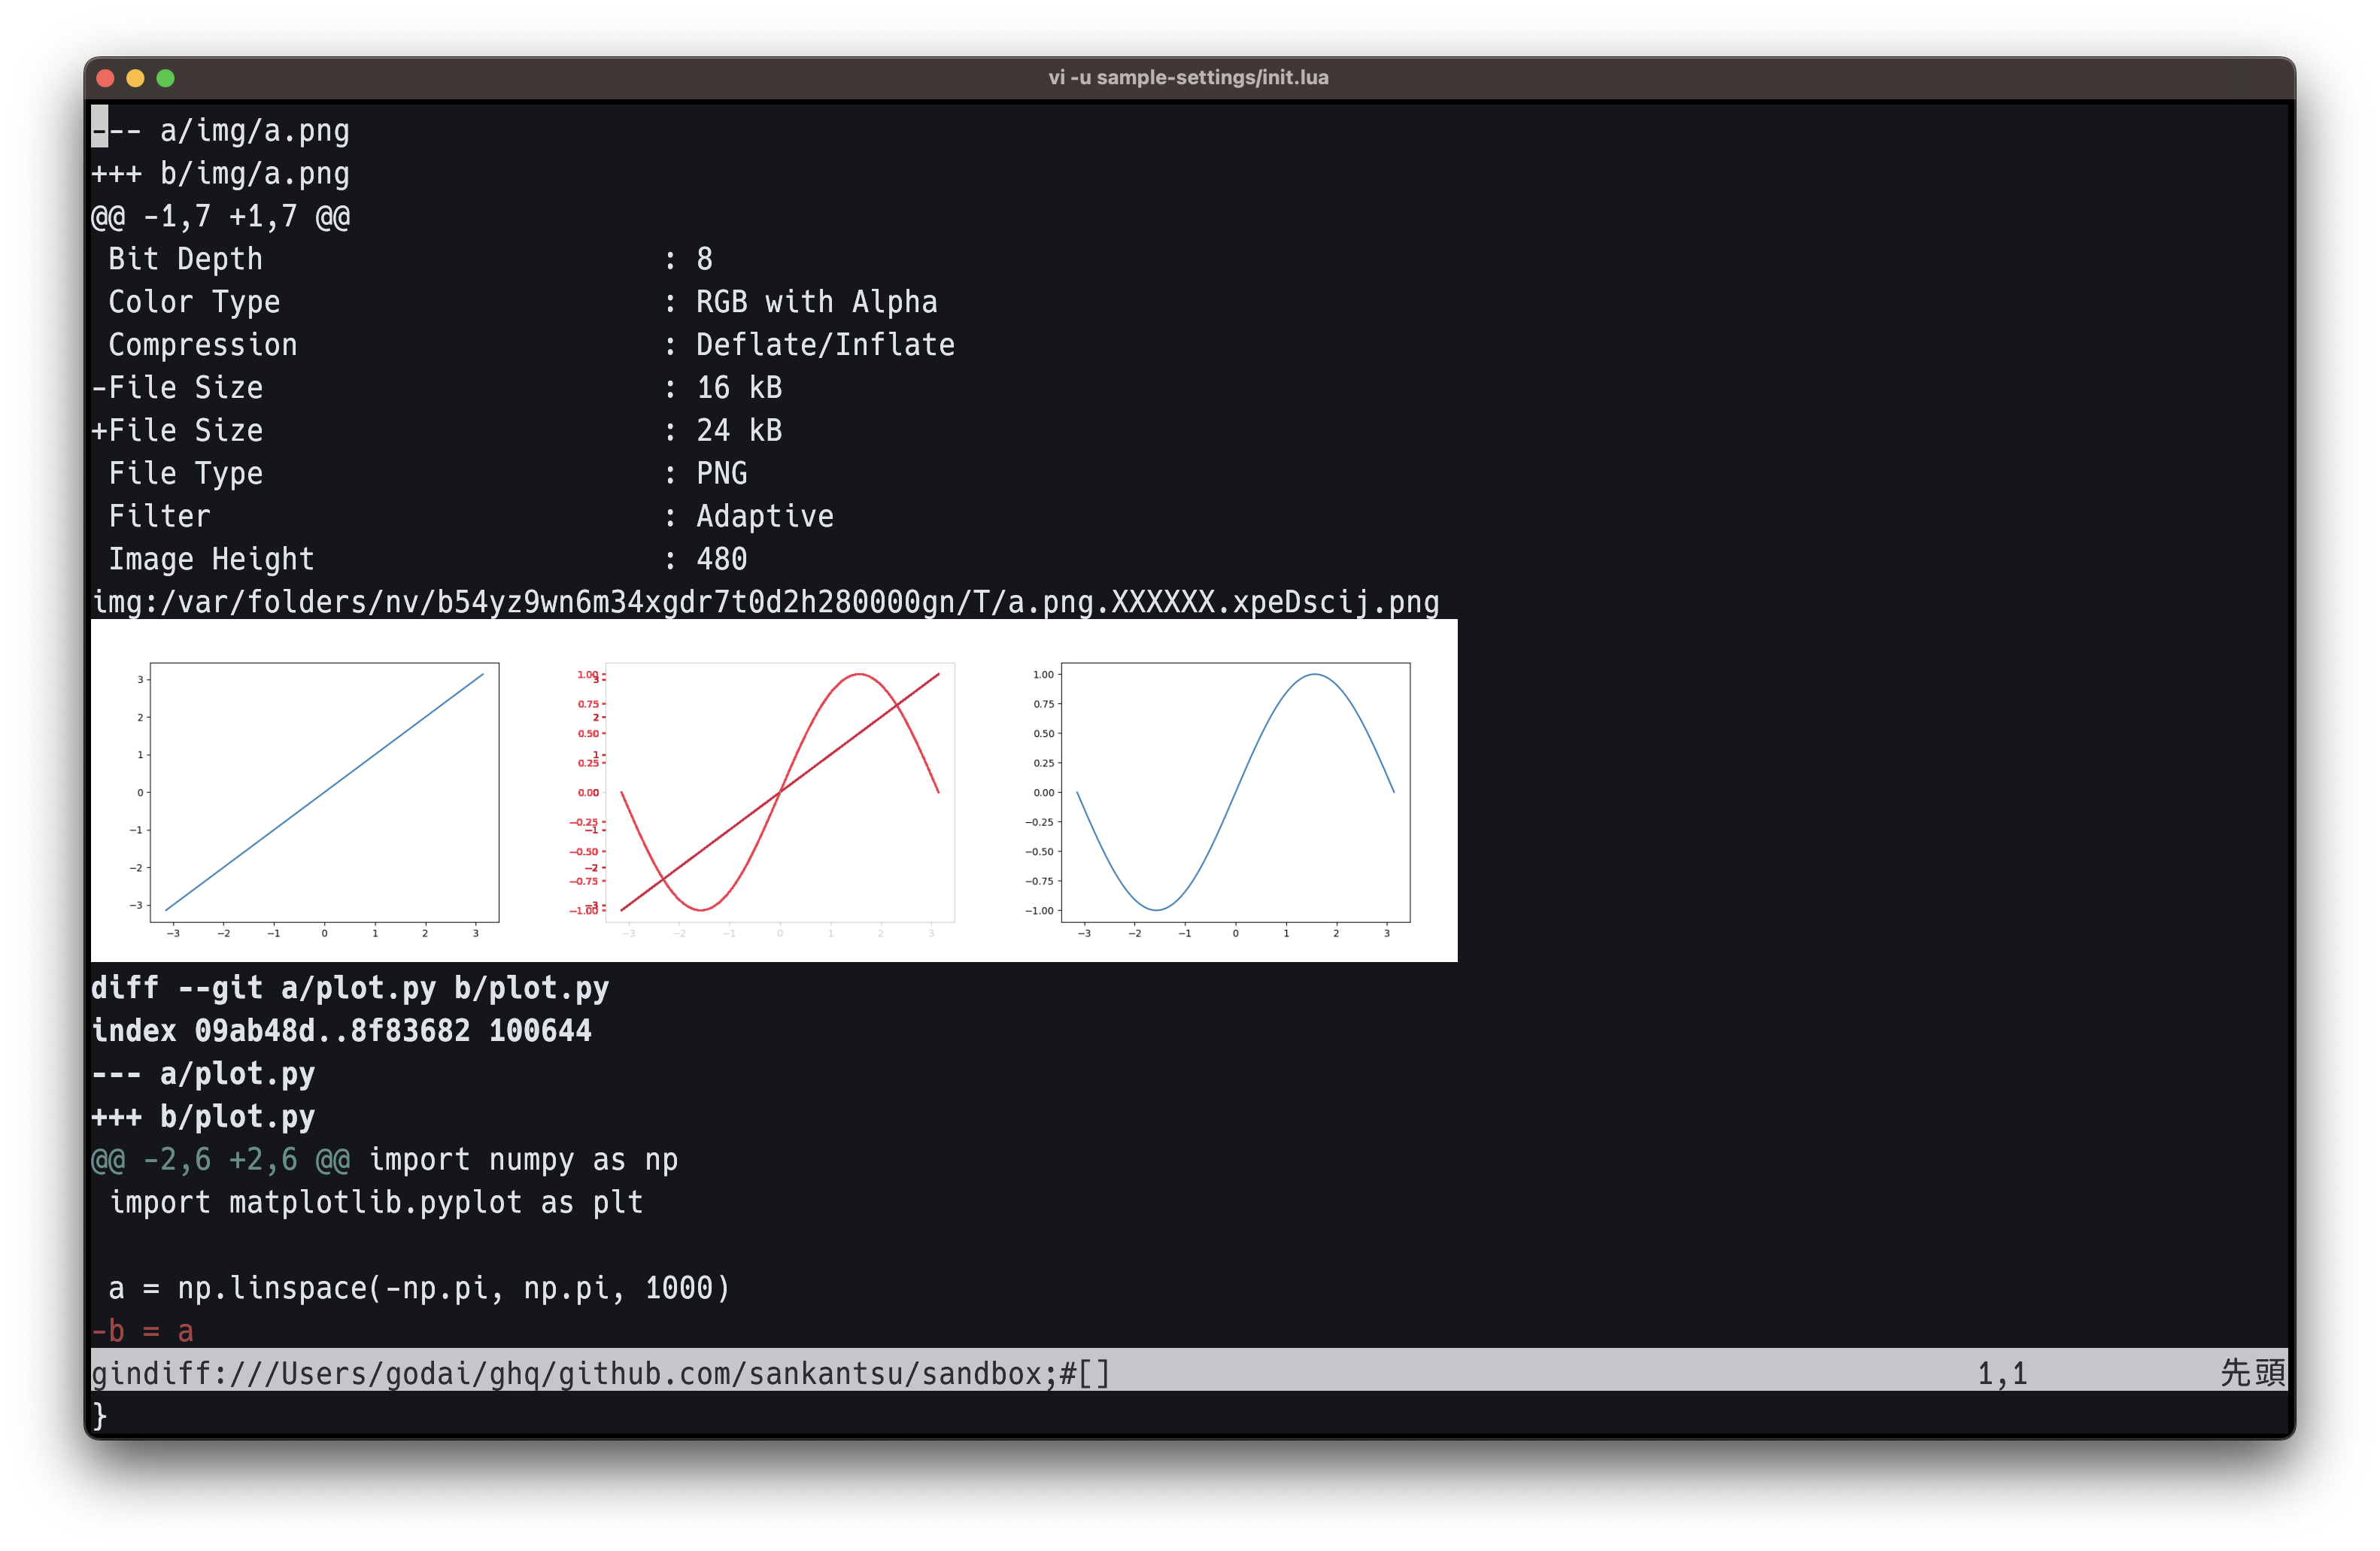 vi -u sample-settings/init.lua
--- a/img/a.png
+++ b/img/a.png
@@ -1,7 +1,7 @@
 Bit Depth                       : 8
 Color Type                      : RGB with Alpha
 Compression                     : Deflate/Inflate
-File Size                       : 16 kB
+File Size                       : 24 kB
 File Type                       : PNG
 Filter                          : Adaptive
 Image Height                    : 480
img:/var/folders/nv/b54yz9wn6m34xgdr7t0d2h280000gn/T/a.png.XXXXXX.xpeDscij.png
3
2
1
0
−1
−2
−3
−3 −2 −1 0 1 2 3
1.00 3
0.75
2
0.50
1
0.25
0.00 0
−0.25
−1
−0.50
−2
−0.75
−3
−1.00
−3 −2 −1 0 1 2 3
1.00
0.75
0.50
0.25
0.00
−0.25
−0.50
−0.75
−1.00
−3 −2 −1 0 1 2 3
diff --git a/plot.py b/plot.py
index 09ab48d..8f83682 100644
--- a/plot.py
+++ b/plot.py
@@ -2,6 +2,6 @@ import numpy as np
 import matplotlib.pyplot as plt
 a = np.linspace(-np.pi, np.pi, 1000)
-b = a
gindiff:///Users/godai/ghq/github.com/sankantsu/sandbox;#[] 1,1 先頭
}